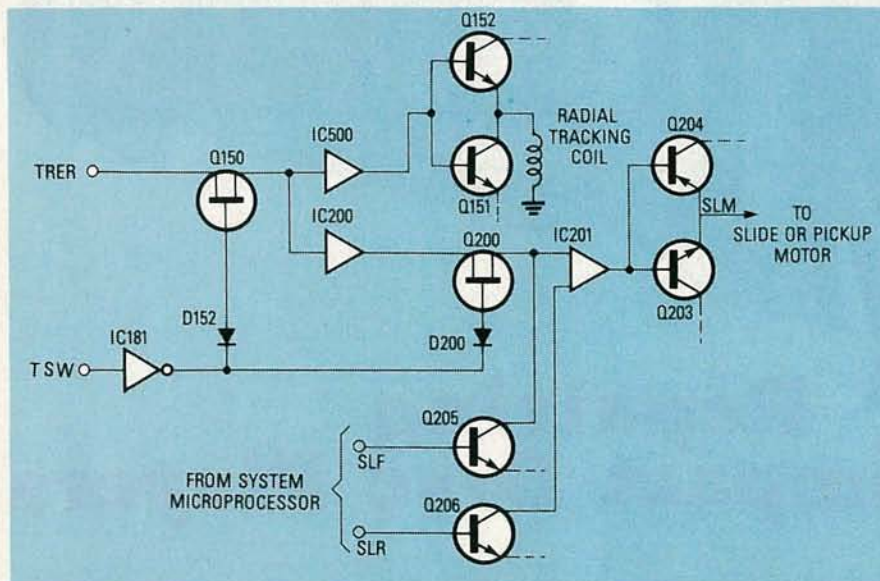 Q152
IC500
RADIAL
TRACKING
COIL
Q204
Q150
TRER
Q151
SLM
TO
SLIDE OR PICKUP
MOTOR
IC200
Q200
IC201
Q203
D152
IC181
D200
TSW
Q205
SLF
FROM SYSTEM
MICROPROCESSOR
Q206
SLR